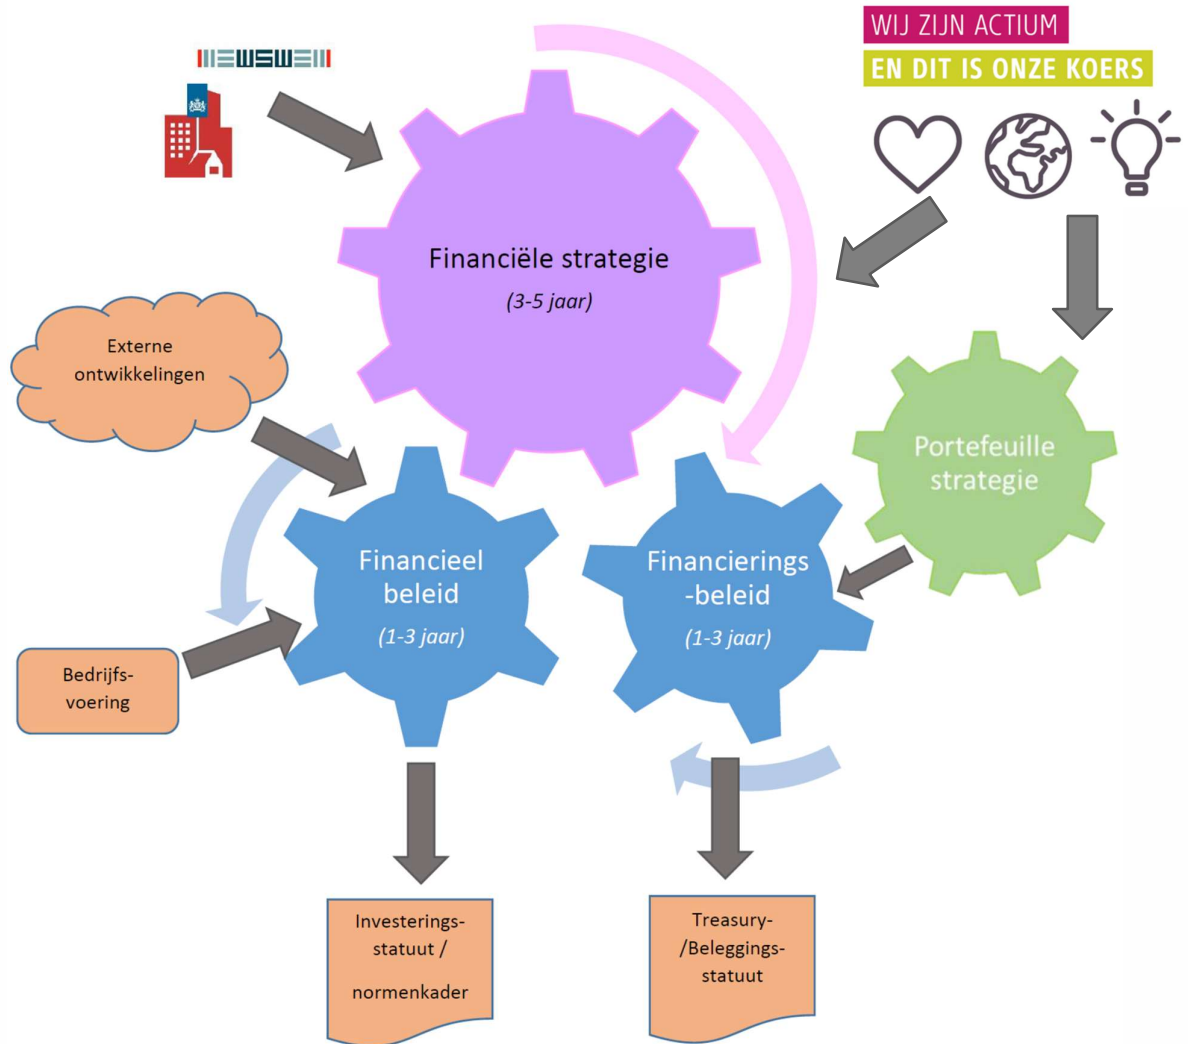 WIJ ZIJN ACTIUM
EN DIT IS ONZE KOERS
WSW
Financiële strategie
(3-5 jaar)
Externe
ontwikkelingen
Portefeuille
strategie
Financieel
beleid
(1-3 jaar)
Financierings
-beleid
(1-3 jaar)
Bedrijfs-
voering
Investerings-
statuut /
normenkader
Treasury-
/Beleggings-
statuut